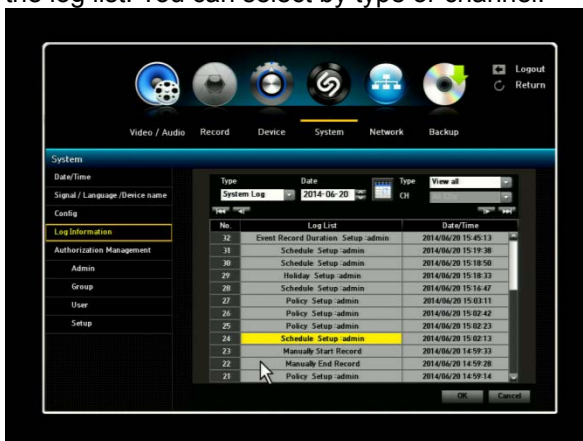 the log list. You can select by type or channel.
Logout
Return
Video / Audio Record Device System Network Backup
System
Date/Time
Signal / Language /Device name
Config
Log Information
Authorization Management
Admin
Group
User
Setup
Type Date Type View all
System Log 2014-06-20 CH
No. Log List Date/Time
32 Event Record Duration Setup :admin 2014/06/20 15:45:13
31 Schedule Setup :admin 2014/06/20 15:19:38
30 Schedule Setup :admin 2014/06/20 15:18:50
29 Holiday Setup :admin 2014/06/20 15:18:33
28 Schedule Setup :admin 2014/06/20 15:16:47
27 Policy Setup :admin 2014/06/20 15:03:11
26 Policy Setup :admin 2014/06/20 15:02:42
25 Policy Setup :admin 2014/06/20 15:02:23
24 Schedule Setup :admin 2014/06/20 15:02:13
23 Manually Start Record 2014/06/20 14:59:33
22 Manually End Record 2014/06/20 14:59:28
21 Policy Setup :admin 2014/06/20 14:59:14
OK Cancel